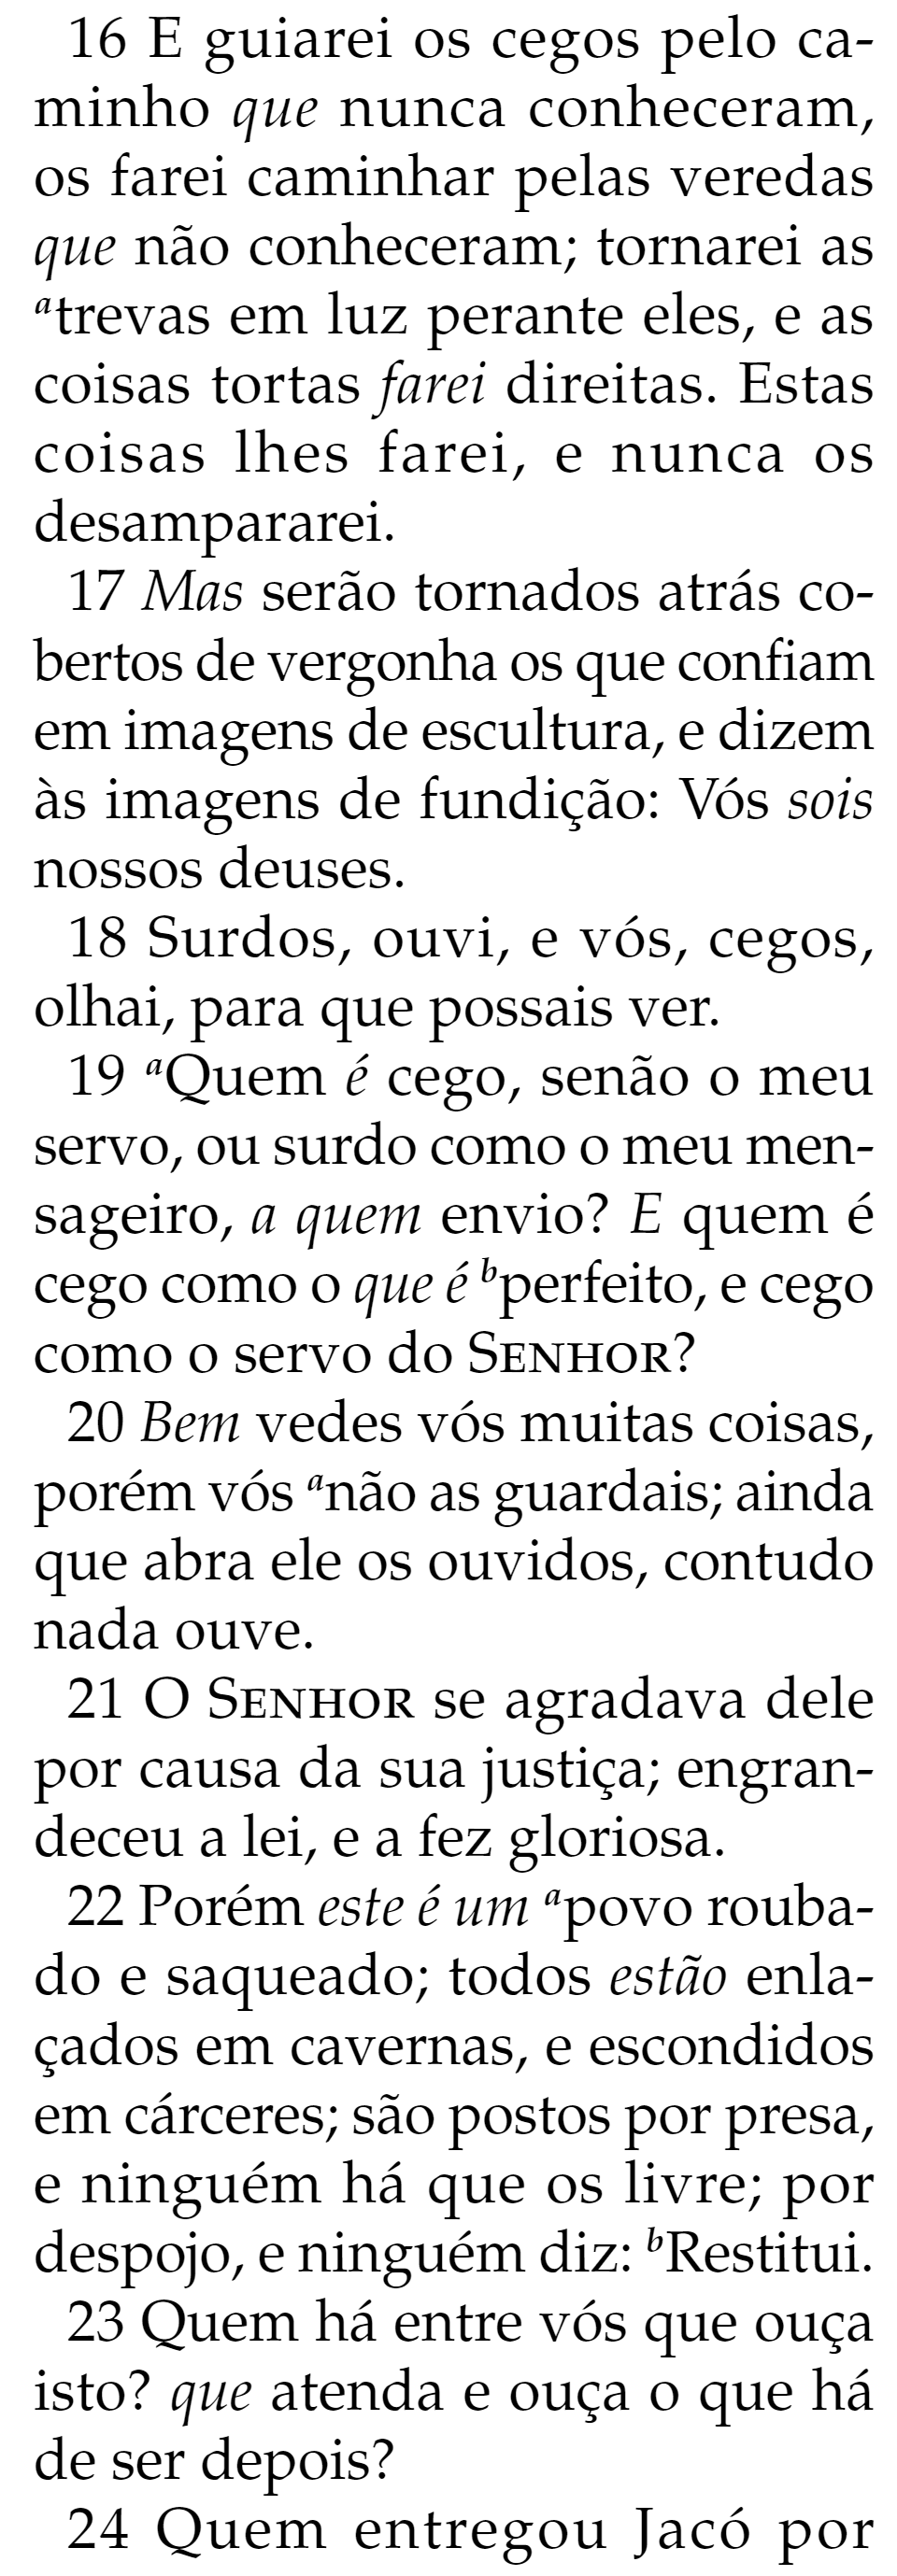 16 E guiarei os cegos pelo ca-
minho que nunca conheceram,
os farei caminhar pelas veredas
que não conheceram; tornarei as
ᵃtrevas em luz perante eles, e as
coisas tortas farei direitas. Estas
coisas lhes farei, e nunca os
desampararei.
17 Mas serão tornados atrás co-
bertos de vergonha os que confiam
em imagens de escultura, e dizem
às imagens de fundição: Vós sois
nossos deuses.
18 Surdos, ouvi, e vós, cegos,
olhai, para que possais ver.
19 ᵃQuem é cego, senão o meu
servo, ou surdo como o meu men-
sageiro, a quem envio? E quem é
cego como o que é ᵇperfeito, e cego
como o servo do SENHOR?
20 Bem vedes vós muitas coisas,
porém vós ᵃnão as guardais; ainda
que abra ele os ouvidos, contudo
nada ouve.
21 O SENHOR se agradava dele
por causa da sua justiça; engran-
deceu a lei, e a fez gloriosa.
22 Porém este é um ᵃpovo rouba-
do e saqueado; todos estão enla-
çados em cavernas, e escondidos
em cárceres; são postos por presa,
e ninguém há que os livre; por
despojo, e ninguém diz: ᵇRestitui.
23 Quem há entre vós que ouça
isto? que atenda e ouça o que há
de ser depois?
24 Quem entregou Jacó por